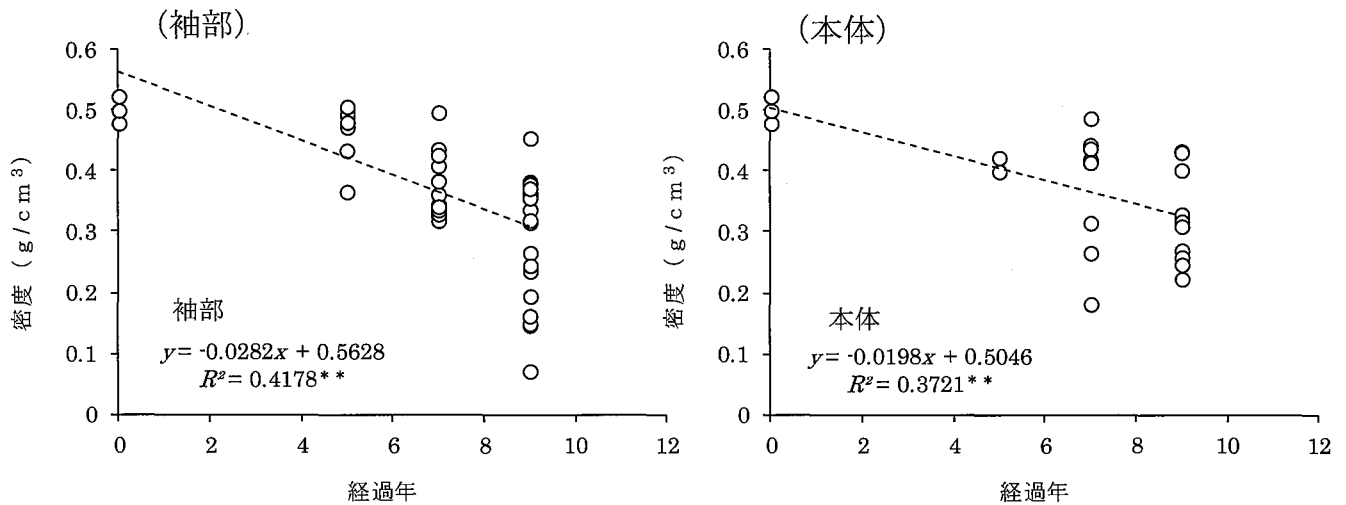 (袖部)
0.6
0.5
0.4
0.3
0.2
0.1
0
密度 (g/cm³)
袖部
y = -0.0282x + 0.5628
R² = 0.4178**
0 2 4 6 8 10 12
経過年
(本体)
0.6
0.5
0.4
0.3
0.2
0.1
0
密度 (g/cm³)
本体
y = -0.0198x + 0.5046
R² = 0.3721**
0 2 4 6 8 10 12
経過年